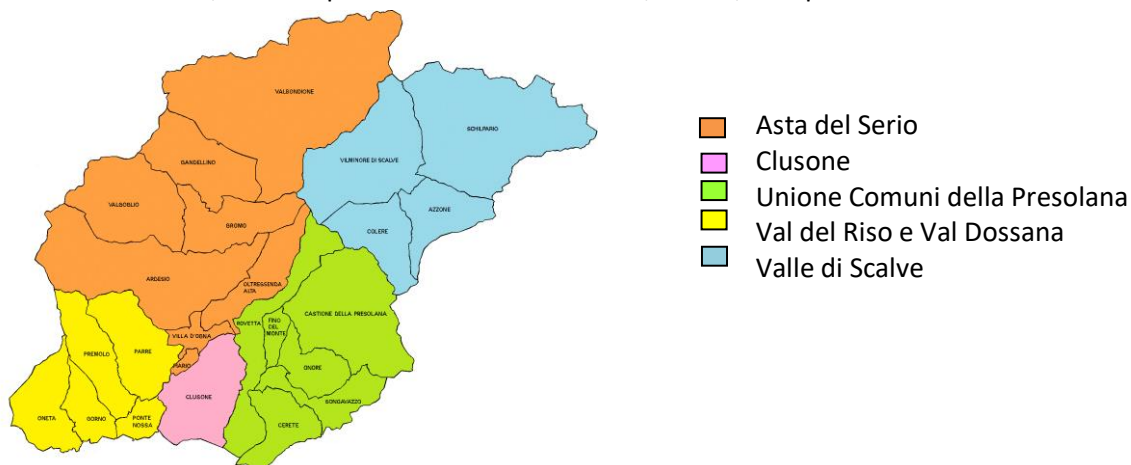 VALBONDIONE
SCHILPARIO
GANDELLINO
VILMINORE DI SCALVE
VALGOGLIO
AZZONE
GROMO
COLERE
ARDESIO
OLTRESSENDA
ALTA
CASTIONE DELLA PRESOLANA
ROVETTA
FINO
DEL
MONTE
VILLA D'OGNA
PREMOLO
PARRE
PIARIO
ONORE
CLUSONE
SONGAVAZZO
ONETA
GORNO
PONTE
NOSSA
CERETE
Asta del Serio
Clusone
Unione Comuni della Presolana
Val del Riso e Val Dossana
Valle di Scalve